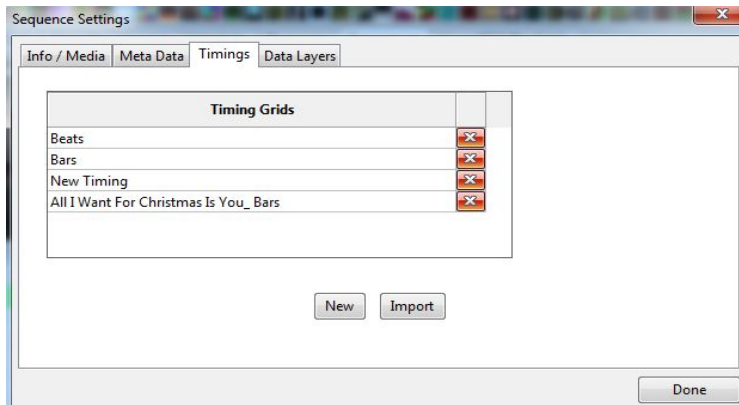 Sequence Settings
Info / Media Meta Data Timings Data Layers
Timing Grids
Beats
Bars
New Timing
All I Want For Christmas Is You_ Bars
New Import
Done